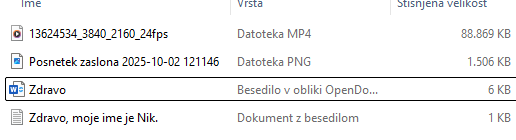 Ime Vrsta Stisnjena velikost
13624534_3840_2160_24fps Datoteka MP4 88.869 KB
Posnetek zaslona 2025-10-02 121146 Datoteka PNG 1.506 KB
Zdravo Besedilo v obliki OpenDo... 6 KB
Zdravo, moje ime je Nik. Dokument z besedilom 1 KB